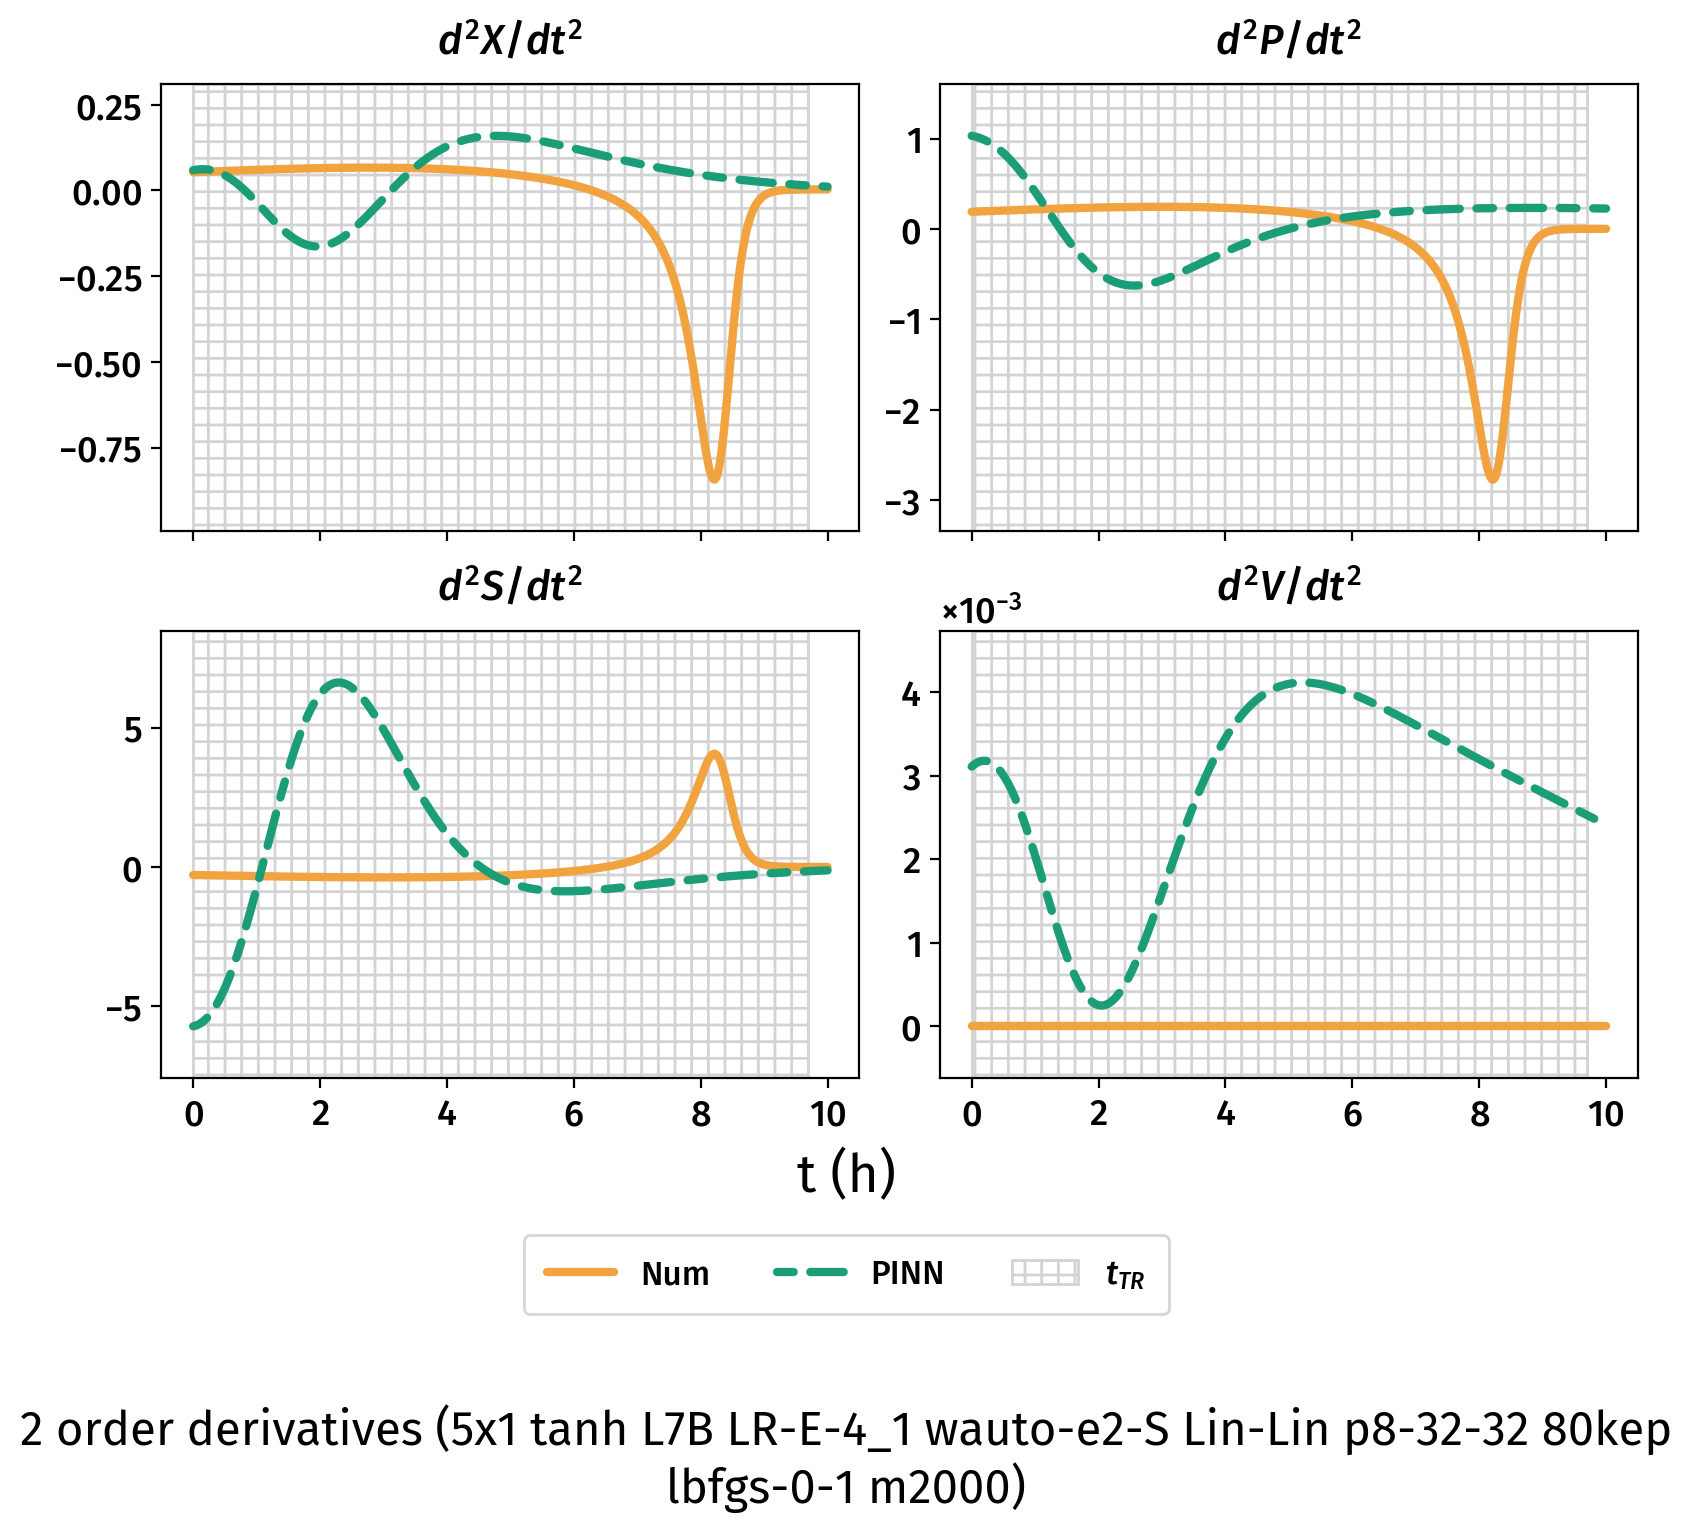 d²X/dt²
d²P/dt²
0.25
0.00
−0.25
−0.50
−0.75
1
0
−1
−2
−3
d²S/dt²
d²V/dt²
×10⁻³
5
0
−5
4
3
2
1
0
0 2 4 6 8 10
0 2 4 6 8 10
t (h)
Num PINN t_TR
2 order derivatives (5x1 tanh L7B LR-E-4_1 wauto-e2-S Lin-Lin p8-32-32 80kep
lbfgs-0-1 m2000)